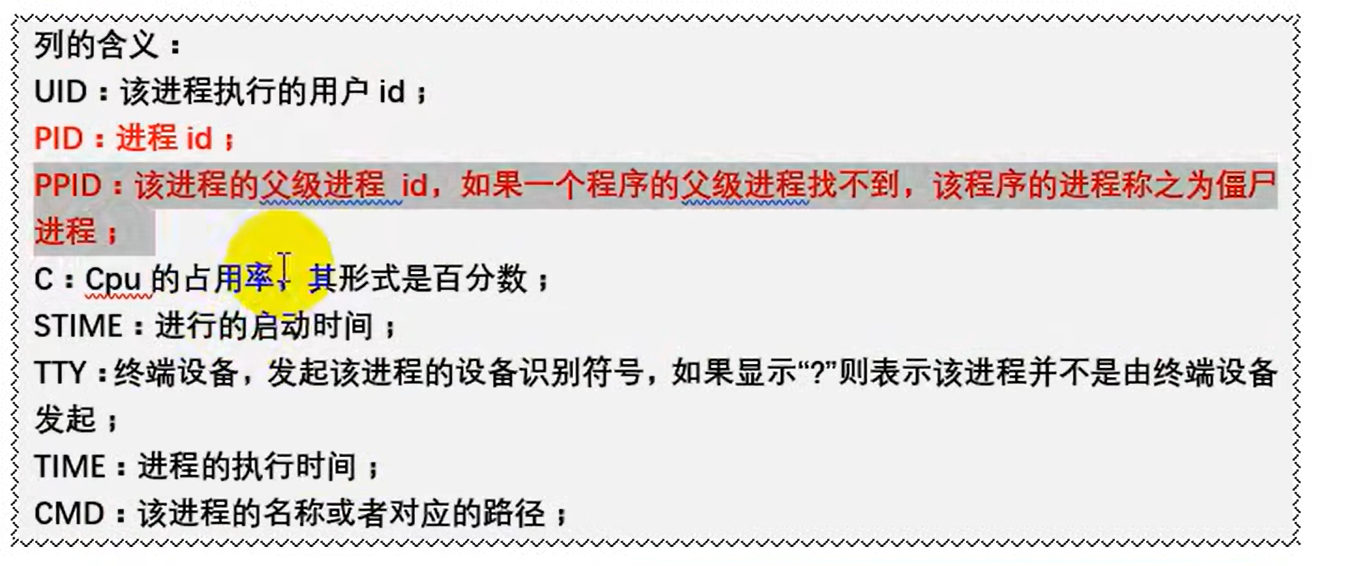 列的含义：
UID：该进程执行的用户 id；
PID：进程 id；
PPID：该进程的父级进程 id，如果一个程序的父级进程找不到，该程序的进程称之为僵尸
进程；
C：Cpu 的占用率，其形式是百分数；
STIME：进行的启动时间；
TTY：终端设备，发起该进程的设备识别符号，如果显示“?”则表示该进程并不是由终端设备
发起；
TIME：进程的执行时间；
CMD：该进程的名称或者对应的路径；